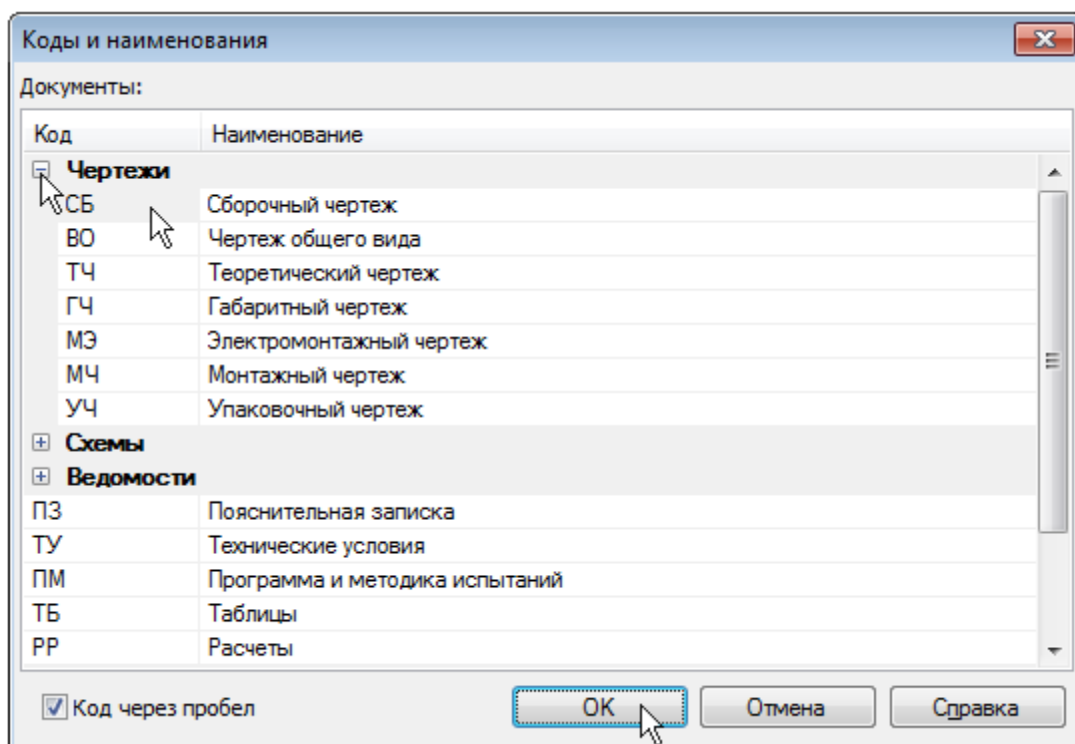 Коды и наименования
Документы:
Код Наименование
Чертежи
СБ Сборочный чертеж
ВО Чертеж общего вида
ТЧ Теоретический чертеж
ГЧ Габаритный чертеж
МЭ Электромонтажный чертеж
МЧ Монтажный чертеж
УЧ Упаковочный чертеж
Схемы
Ведомости
ПЗ Пояснительная записка
ТУ Технические условия
ПМ Программа и методика испытаний
ТБ Таблицы
РР Расчеты
Код через пробел OK Отмена Справка